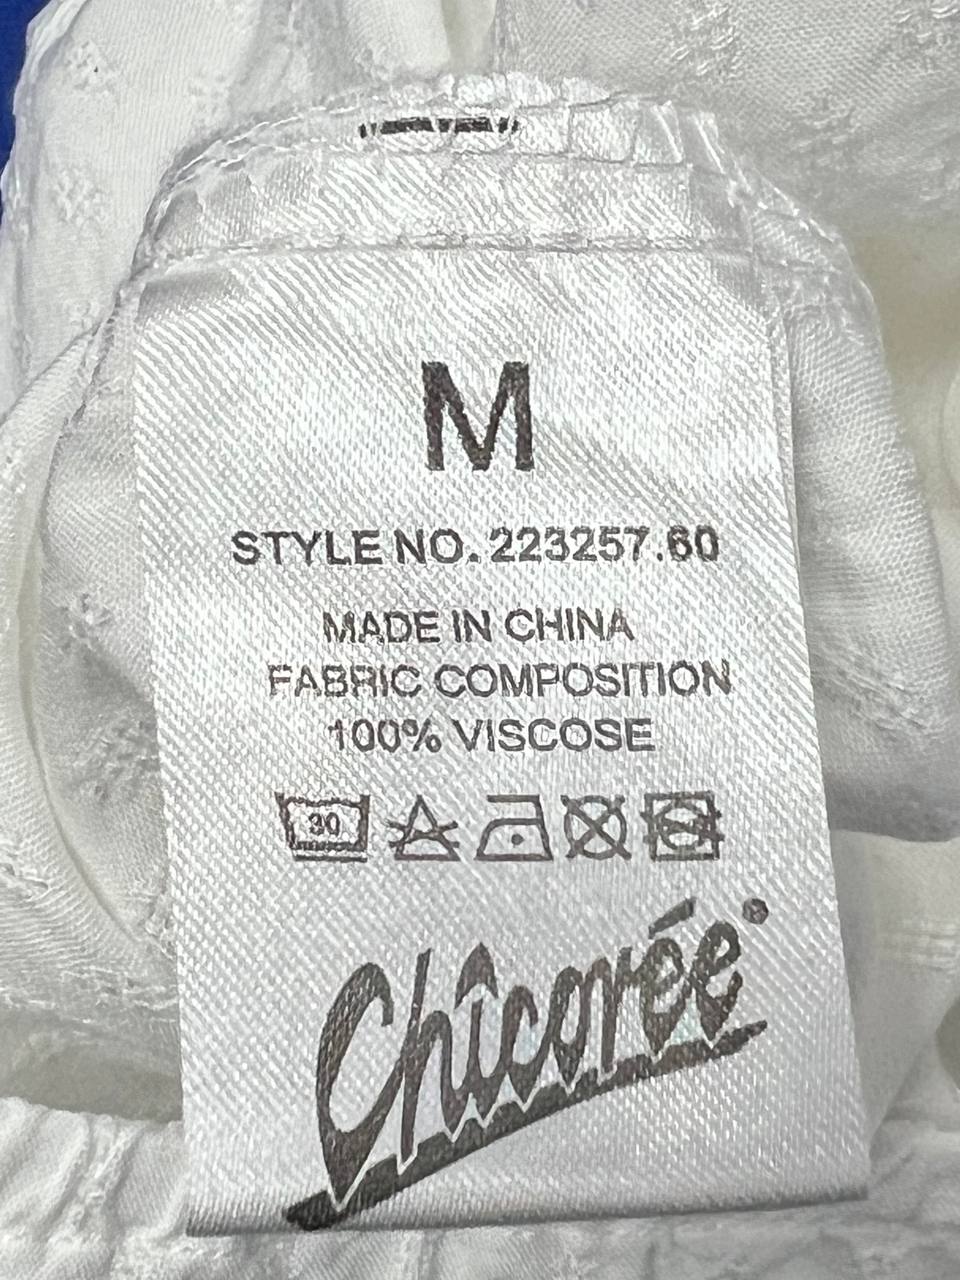 M
STYLE NO. 223257.60
MADE IN CHINA
FABRIC COMPOSITION
100% VISCOSE
30
Chicorée®